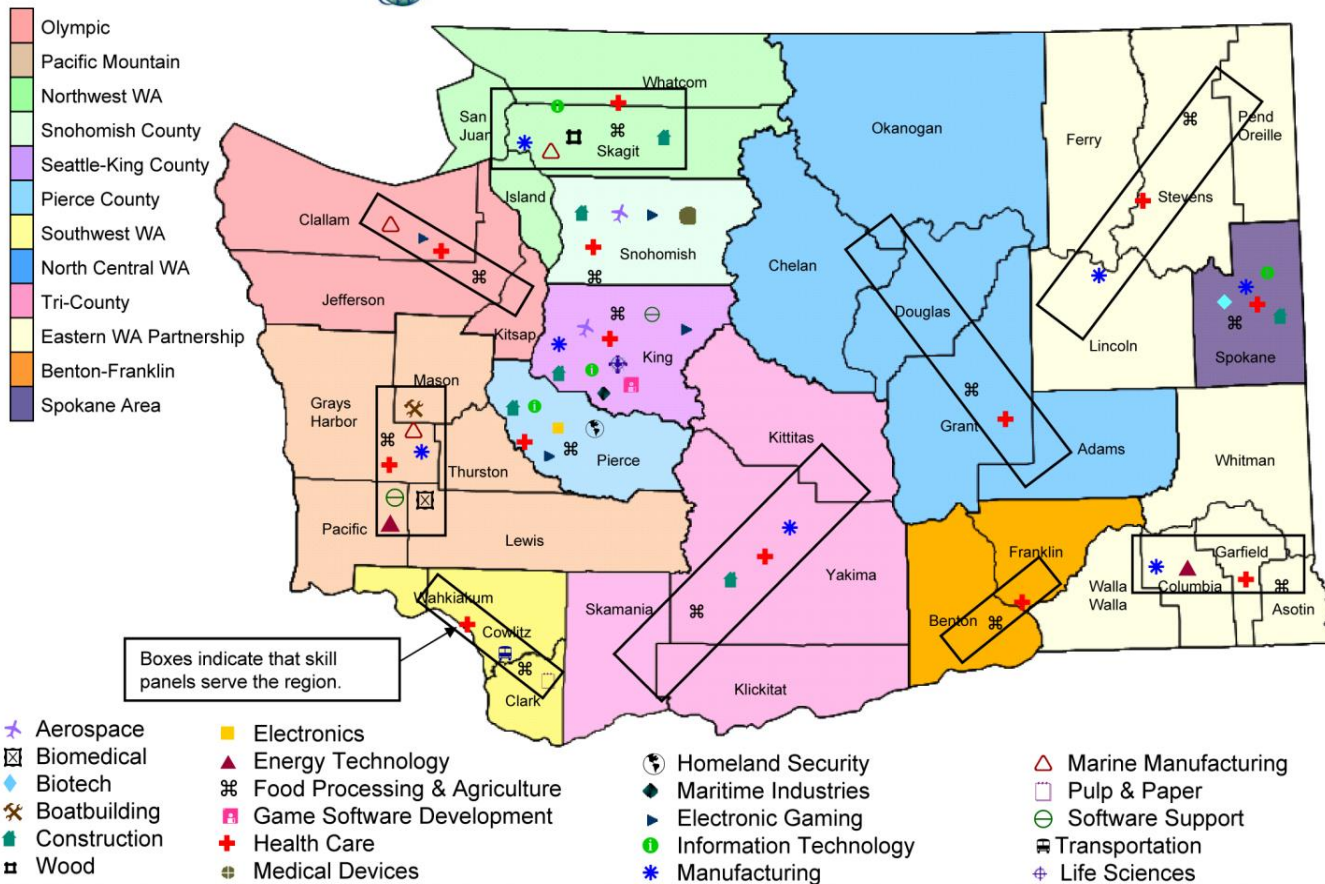 Olympic
Pacific Mountain
Northwest WA
Snohomish County
Seattle-King County
Pierce County
Southwest WA
North Central WA
Tri-County
Eastern WA Partnership
Benton-Franklin
Spokane Area
Whatcom
San
Juan
Skagit
Island
Okanogan
Ferry
Pend
Oreille
Stevens
Clallam
Snohomish
Chelan
Jefferson
Kitsap
Douglas
King
Lincoln
Spokane
Mason
Grays
Harbor
Thurston
Pierce
Kittitas
Grant
Adams
Whitman
Pacific
Lewis
Yakima
Franklin
Garfield
Walla
Walla
Columbia
Asotin
Wahkiakum
Skamania
Benton
Cowlitz
Clark
Klickitat
Boxes indicate that skill
panels serve the region.
Aerospace
Biomedical
Biotech
Boatbuilding
Construction
Wood
Electronics
Energy Technology
Food Processing & Agriculture
Game Software Development
Health Care
Medical Devices
Homeland Security
Maritime Industries
Electronic Gaming
Information Technology
Manufacturing
Marine Manufacturing
Pulp & Paper
Software Support
Transportation
Life Sciences